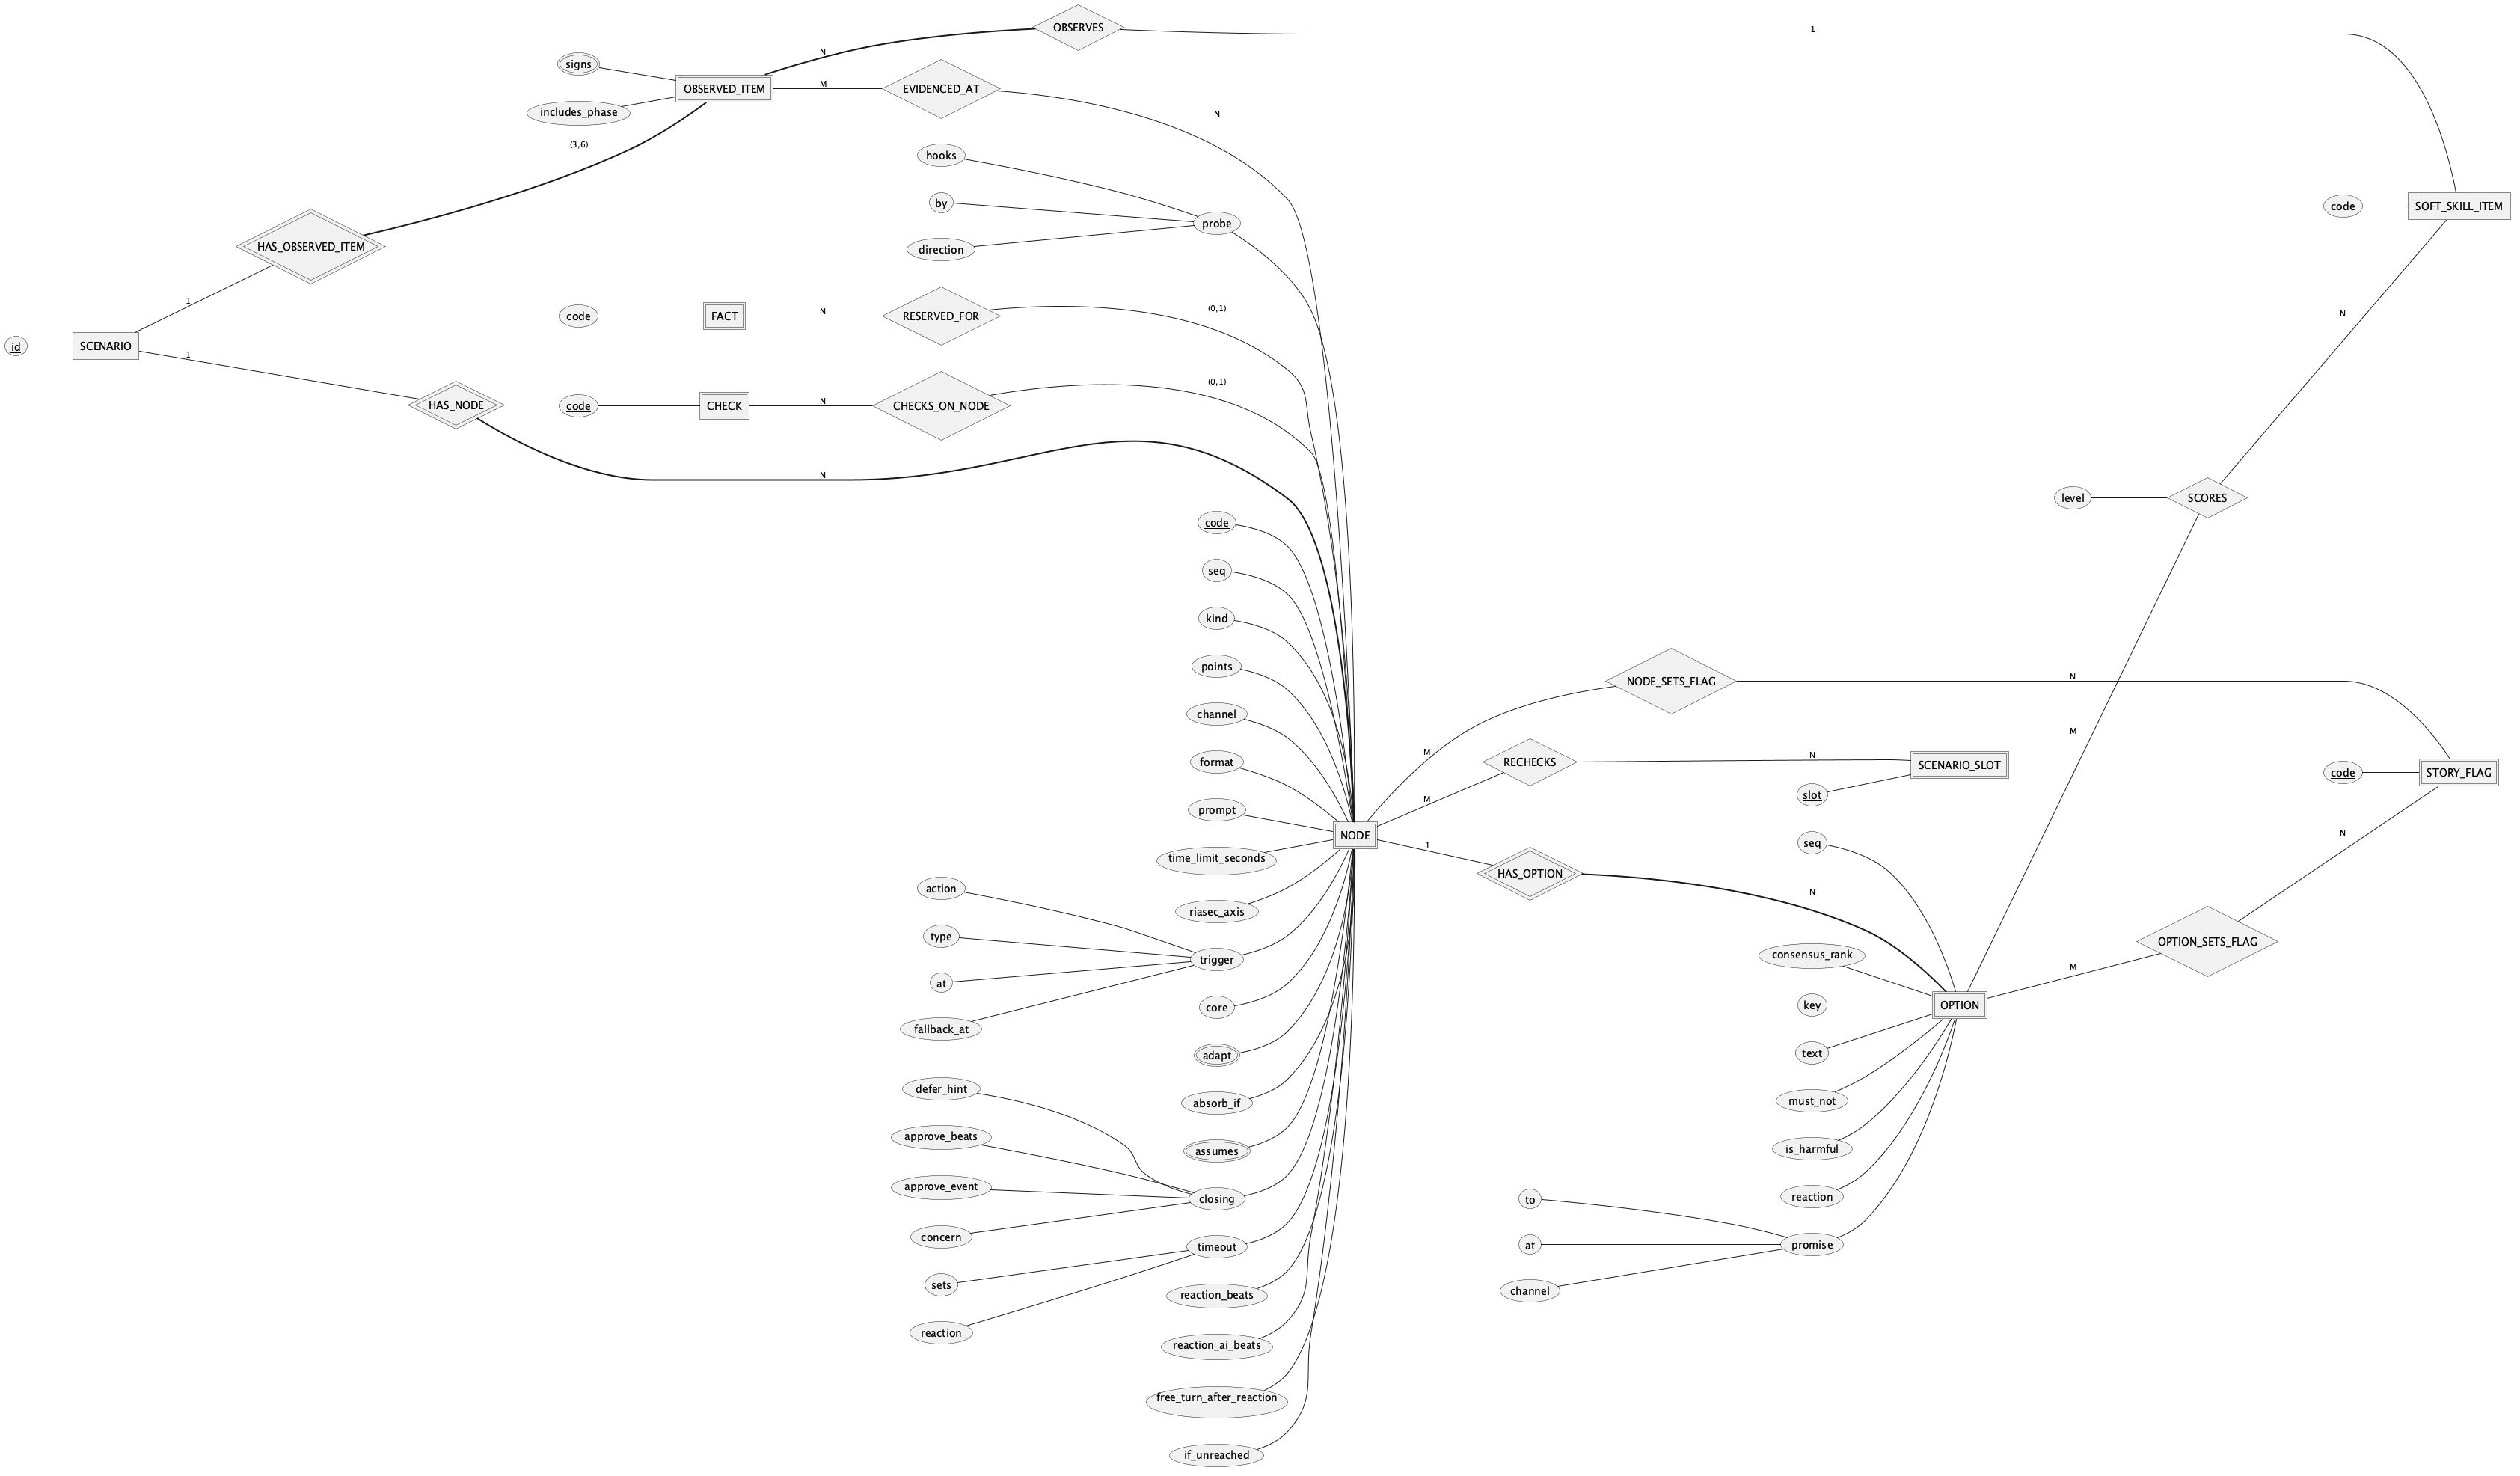 OBSERVES
1
N
signs
OBSERVED_ITEM
M
EVIDENCED_AT
includes_phase
N
(3,6)
hooks
by
probe
direction
code
SOFT_SKILL_ITEM
HAS_OBSERVED_ITEM
1
code
FACT
N
RESERVED_FOR
(0,1)
N
id
SCENARIO
1
HAS_NODE
code
CHECK
N
CHECKS_ON_NODE
(0,1)
N
level
SCORES
code
seq
kind
points
channel
format
prompt
time_limit_seconds
riasec_axis
NODE_SETS_FLAG
N
M
M
RECHECKS
N
SCENARIO_SLOT
slot
code
STORY_FLAG
M
NODE
1
HAS_OPTION
N
seq
N
action
type
at
fallback_at
trigger
core
adapt
absorb_if
assumes
consensus_rank
key
OPTION
text
must_not
is_harmful
reaction
M
OPTION_SETS_FLAG
defer_hint
approve_beats
approve_event
concern
closing
sets
reaction
timeout
reaction_beats
reaction_ai_beats
free_turn_after_reaction
if_unreached
to
at
channel
promise